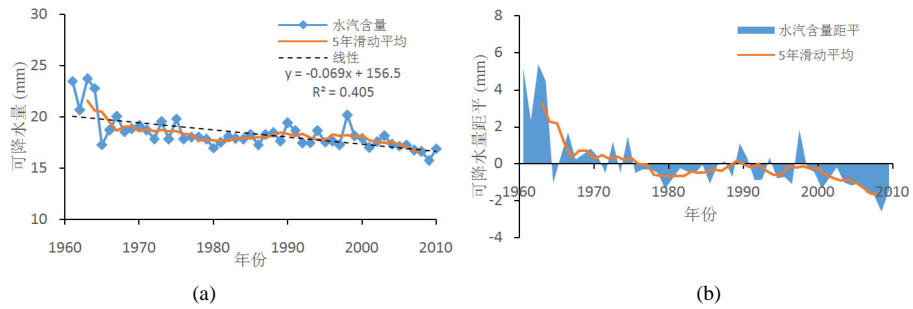 30
25
20
15
10
可降水量 (mm)
水汽含量
5年滑动平均
线性
y = -0.069x + 156.5
R² = 0.405
1960 1970 1980 1990 2000 2010
年份
(a)
8
6
4
2
0
-2
-4
可降水量距平 (mm)
水汽含量距平
5年滑动平均
1960 1970 1980 1990 2000 2010
年份
(b)